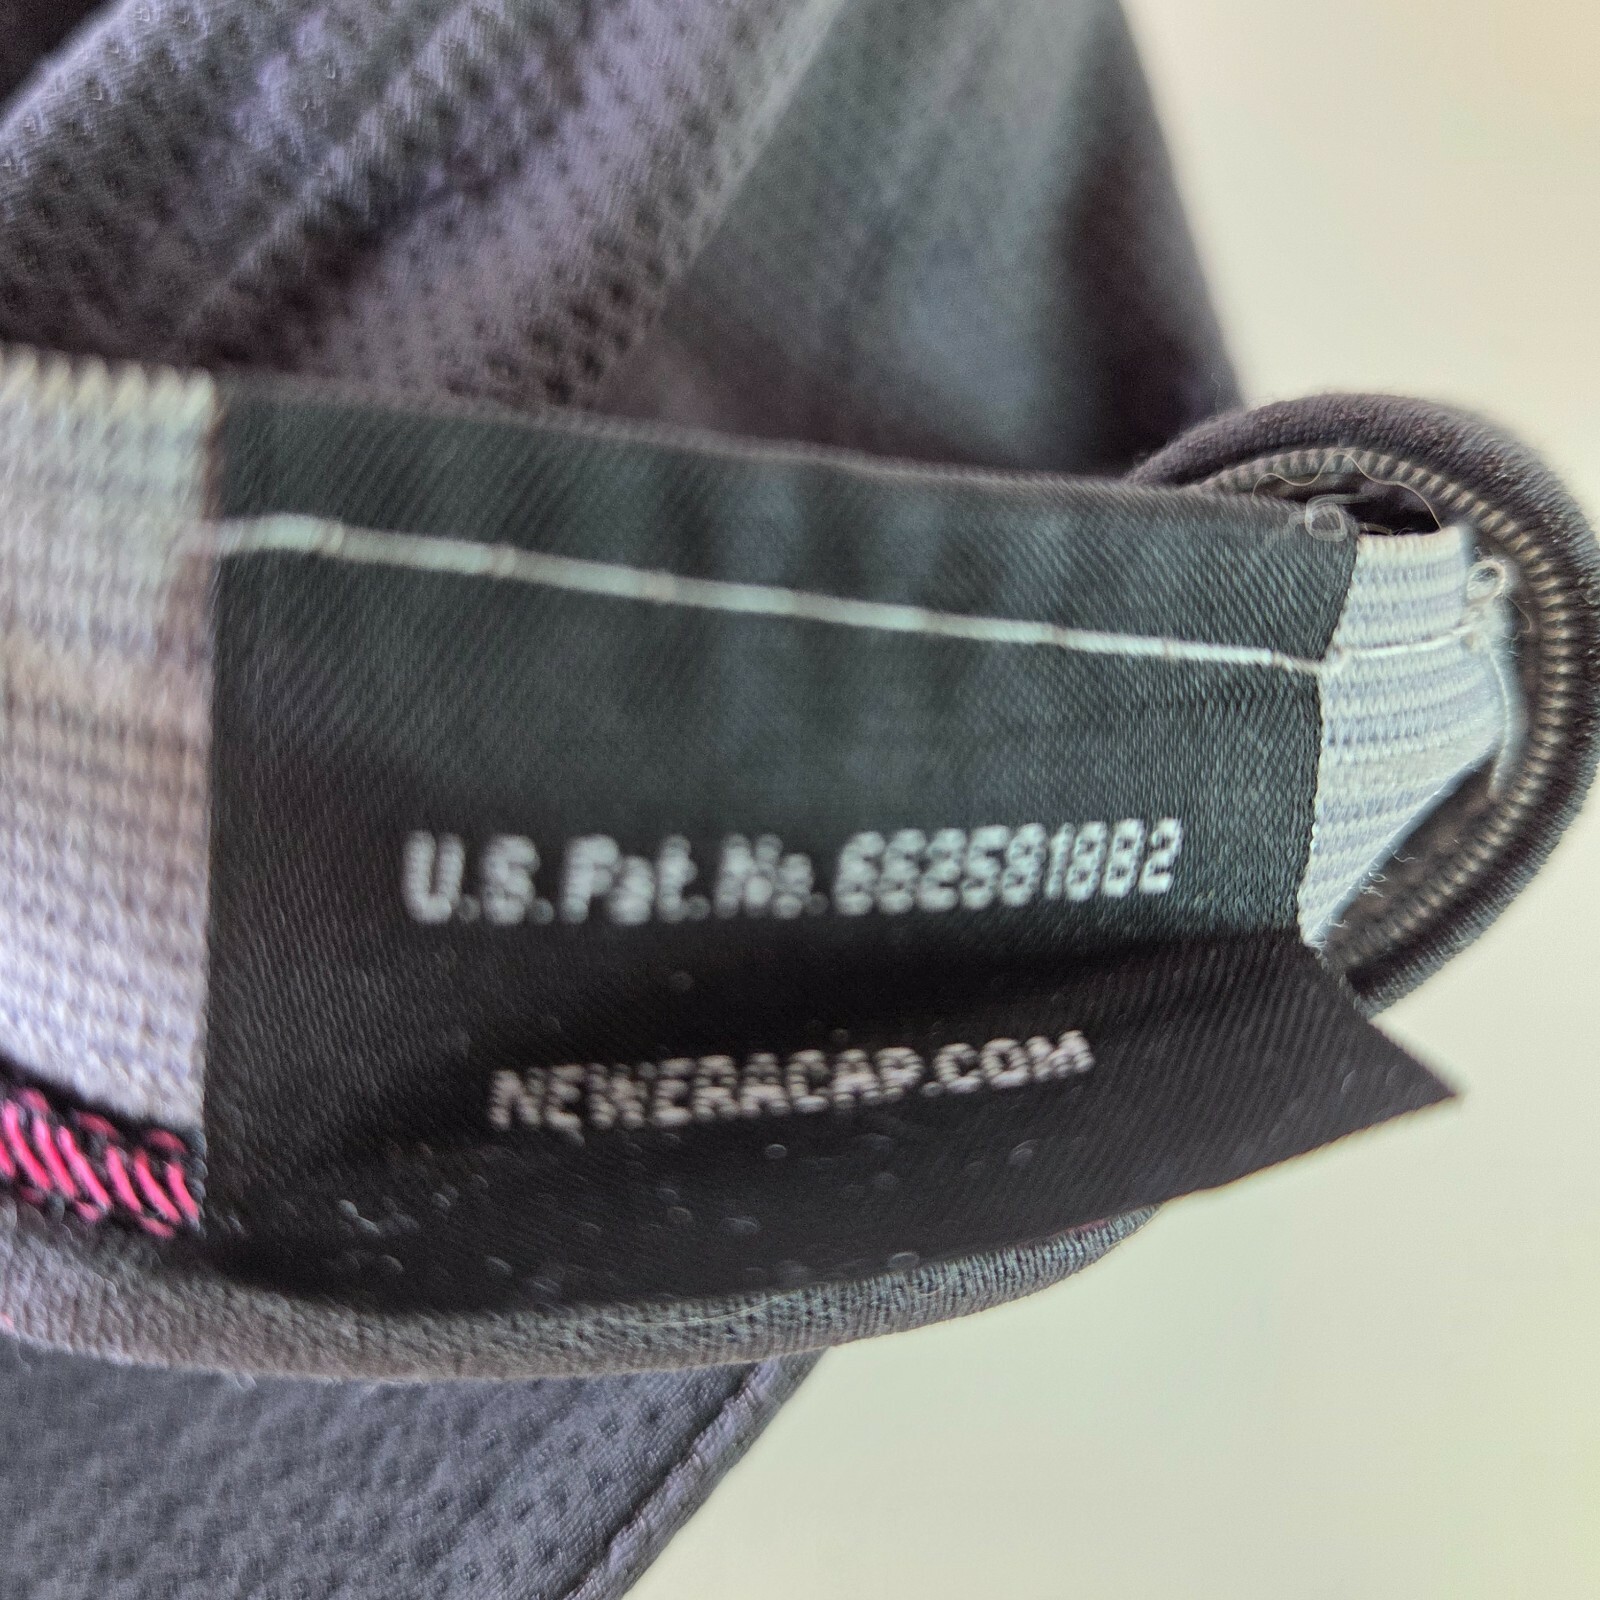 U.S. Pat. No. 6625818B2
NEWERACAP.COM